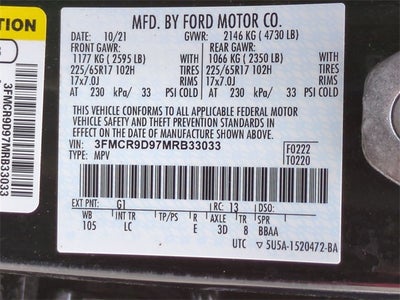 MFD. BY FORD MOTOR CO.
DATE: 10/21 GVWR: 2146 KG ( 4730 LB)
FRONT GAWR: REAR GAWR:
1177 KG ( 2595 LB) 1066 KG ( 2350 LB)
225/65R17 102H TIRES 225/65R17 102H
17x7.0J RIMS 17x7.0J
AT 230 kPa/ 33 PSI COLD AT 230 kPa/ 33 PSI COLD
THIS VEHICLE CONFORMS TO ALL APPLICABLE FEDERAL MOTOR
VEHICLE SAFETY AND THEFT PREVENTION STANDARDS IN EFFECT
ON THE DATE OF MANUFACTURE SHOWN ABOVE.
VIN: 3FMCR9D97MRB33033 F0222
TYPE: MPV T0220
EXT PNT: G1 RC: 13 DSO:
WB INT TR TP/PS R AXLE TR SPR
105 LC E 3D 8 BBAA
UTC ▽ 5U5A-1520472-BA
3FMCR9D97MRB33033
TION